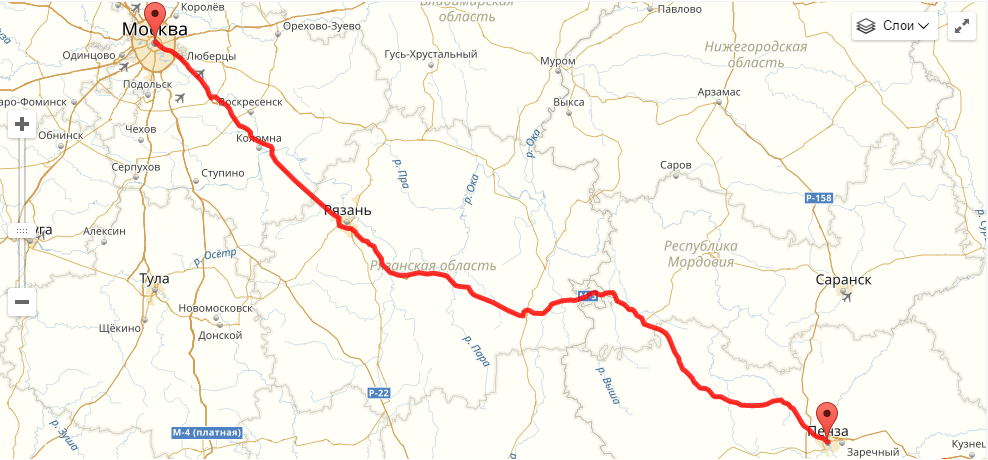 Владимирская
область
Павлово
Королёв
Москва
Орехово-Зуево
Слои
Нижегородская
область
Гусь-Хрустальный
Одинцово
Люберцы
Муром
Подольск
Арзамас
Воскресенск
Выкса
Чехов
Обнинск
Коломна
р. Ока
Саров
Серпухов
Ступино
р. Пра
р. Ока
Р-158
Рязань
Алексин
р. Осётр
Республика
Мордовия
Рязанская область
Тула
Саранск
Новомосковск
Щёкино
Донской
р. Пара
р. Выша
Р-22
М-4 (платная)
Пенза
Заречный